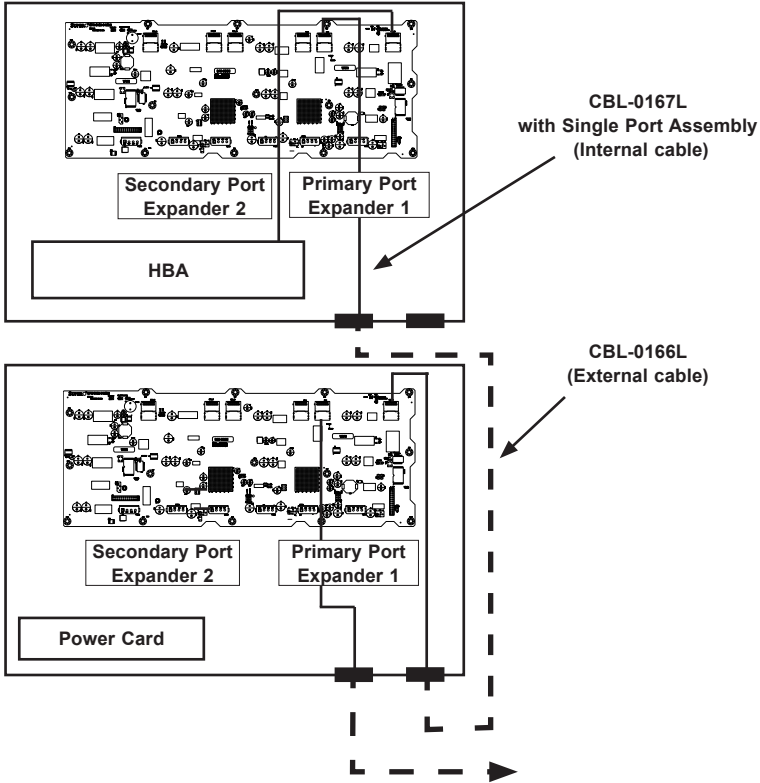 CBL-0167L
with Single Port Assembly
(Internal cable)
Secondary Port
Expander 2
Primary Port
Expander 1
HBA
CBL-0166L
(External cable)
Secondary Port
Expander 2
Primary Port
Expander 1
Power Card